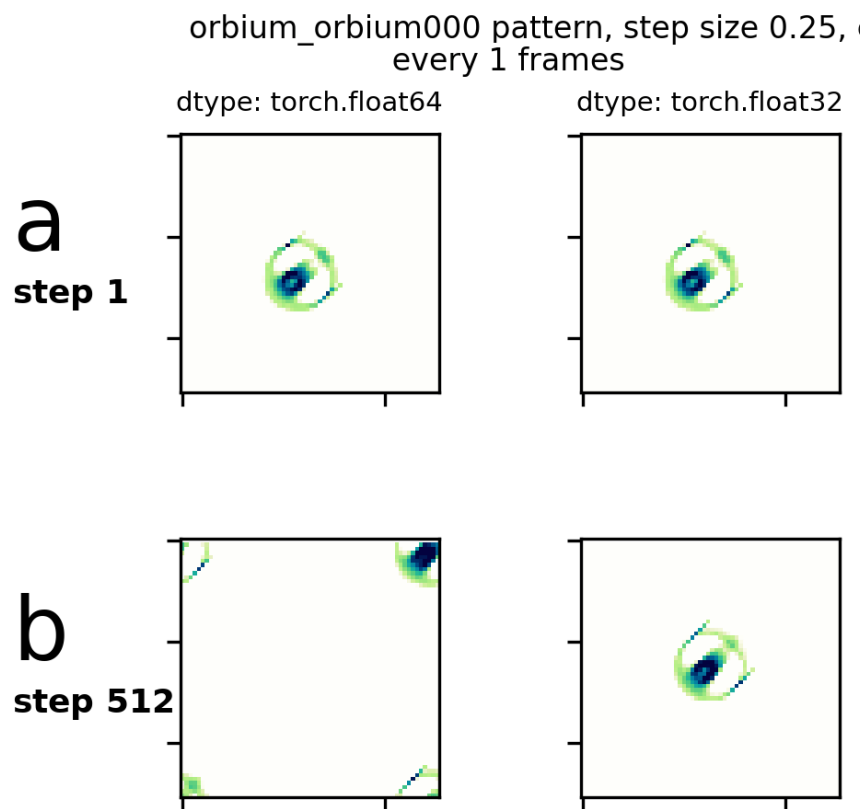 orbium_orbium000 pattern, step size 0.25,
every 1 frames
dtype: torch.float64
dtype: torch.float32
a
step 1
b
step 512